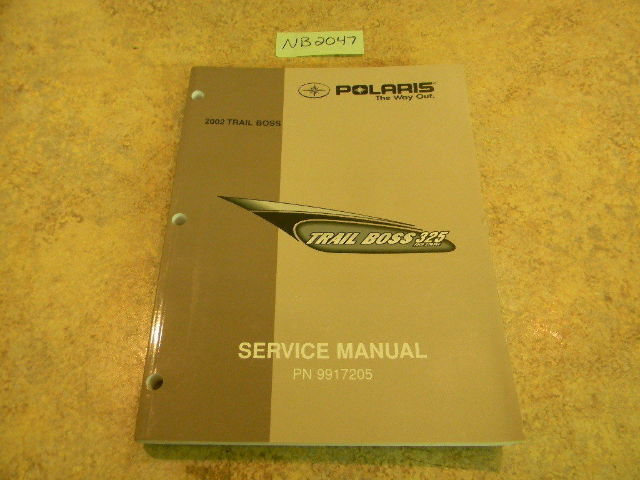 NB2047
POLARIS
The Way Out.
2002 TRAIL BOSS
TRAIL BOSS 325
SERVICE MANUAL
PN 9917205